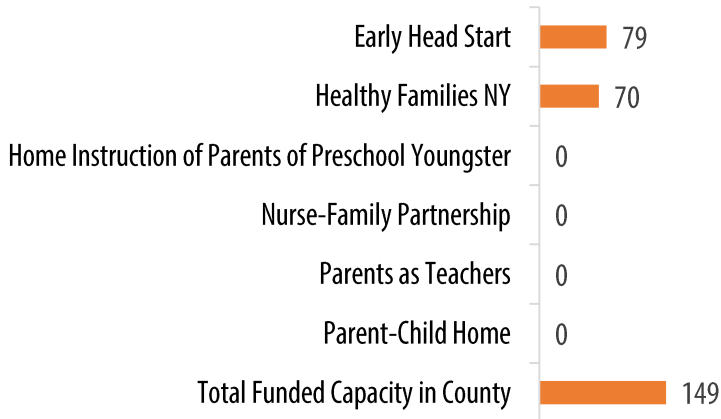 Early Head Start 79
Healthy Families NY 70
Home Instruction of Parents of Preschool Youngster 0
Nurse-Family Partnership 0
Parents as Teachers 0
Parent-Child Home 0
Total Funded Capacity in County 149